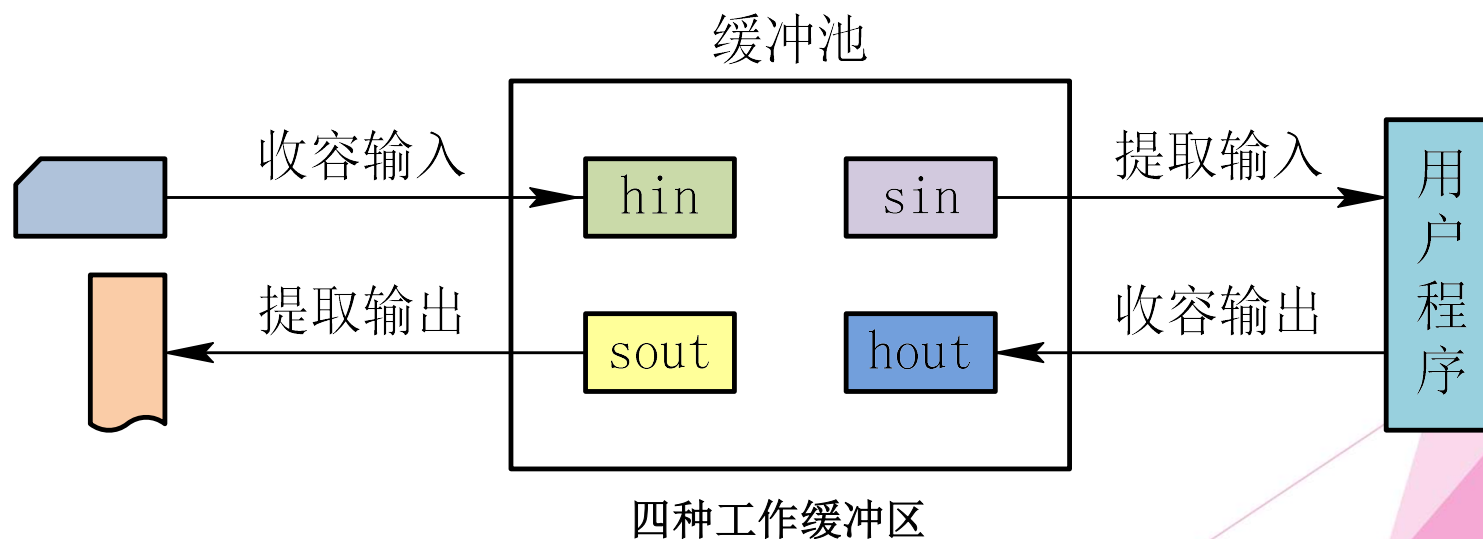 缓冲池
收容输入
hin
sin
提取输入
提取输出
sout
hout
收容输出
用户程序
四种工作缓冲区